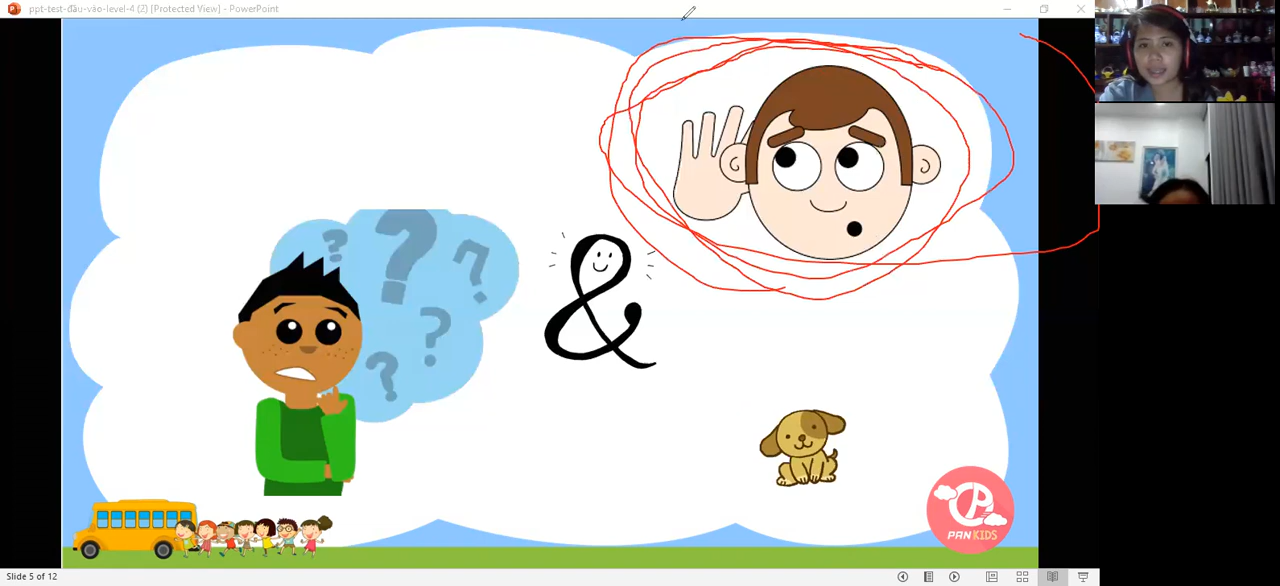 ppt-test-đầu-vào-level-4 (2) [Protected View] - PowerPoint
? ? ? ? ?
&
PAN KIDS
Slide 5 of 12